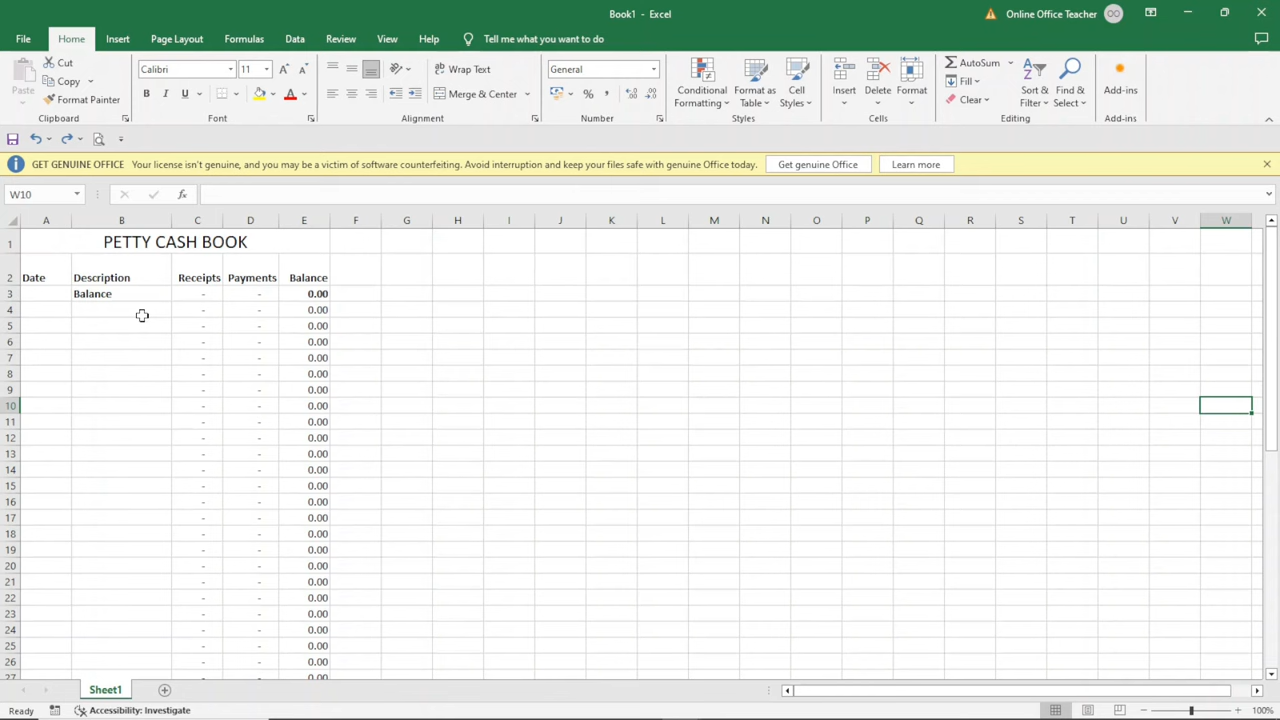 Book1 - Excel
Online Office Teacher
OO
File
Home
Insert
Page Layout
Formulas
Data
Review
View
Help
Tell me what you want to do
Paste
Cut
Copy
Format Painter
Clipboard
Calibri
11
B
I
U
Font
Wrap Text
Merge & Center
Alignment
General
%
Number
Conditional Formatting
Format as Table
Cell Styles
Styles
Insert
Delete
Format
Cells
AutoSum
Fill
Clear
Sort & Filter
Find & Select
Editing
Add-ins
Add-ins
GET GENUINE OFFICE Your license isn't genuine, and you may be a victim of software counterfeiting. Avoid interruption and keep your files safe with genuine Office today.
Get genuine Office
Learn more
W10
fx
A B C D E F G H I J K L M N O P Q R S T U V W
1 PETTY CASH BOOK
2 Date Description Receipts Payments Balance
3 Balance - - 0.00
4 - - 0.00
5 - - 0.00
6 - - 0.00
7 - - 0.00
8 - - 0.00
9 - - 0.00
10 - - 0.00
11 - - 0.00
12 - - 0.00
13 - - 0.00
14 - - 0.00
15 - - 0.00
16 - - 0.00
17 - - 0.00
18 - - 0.00
19 - - 0.00
20 - - 0.00
21 - - 0.00
22 - - 0.00
23 - - 0.00
24 - - 0.00
25 - - 0.00
26 - - 0.00
27 - - 0.00
Sheet1
Ready
Accessibility: Investigate
100%